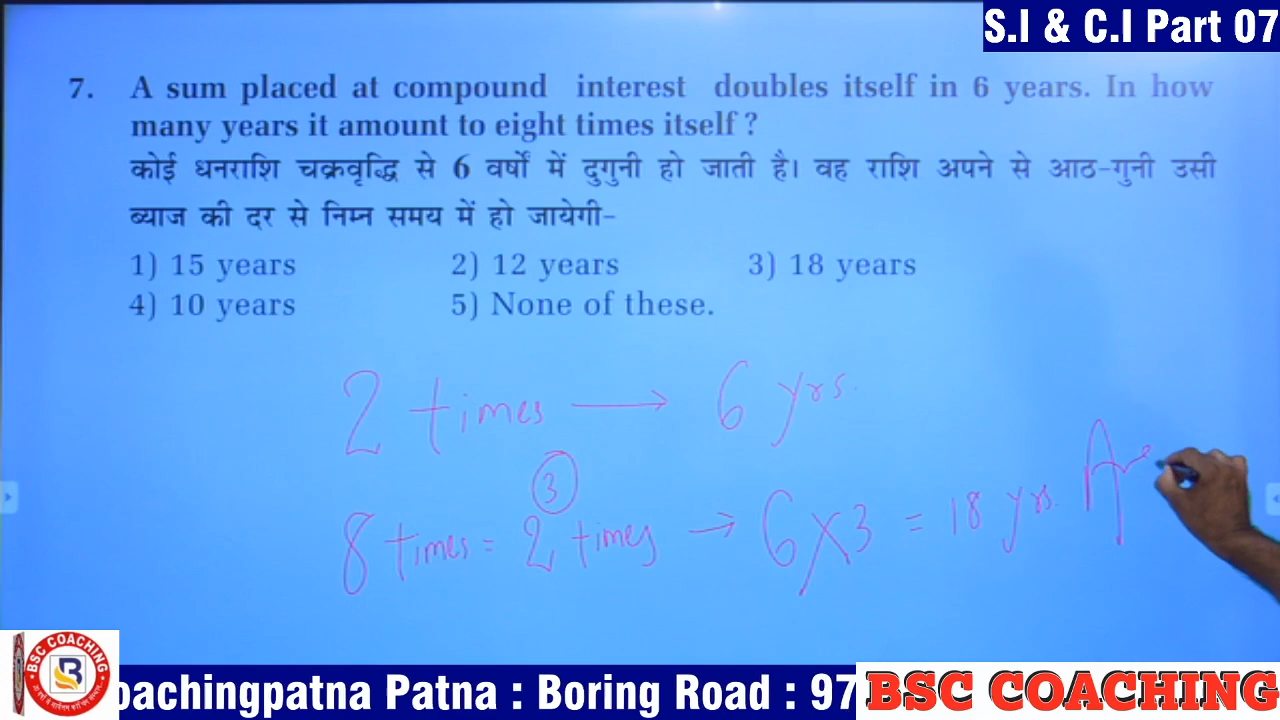 S.I & C.I Part 07
7. A sum placed at compound interest doubles itself in 6 years. In how
many years it amount to eight times itself ?
कोई धनराशि चक्रवृद्धि से 6 वर्षों में दुगुनी हो जाती है। वह राशि अपने से आठ-गुनी उसी
ब्याज की दर से निम्न समय में हो जायेगी-
1) 15 years 2) 12 years 3) 18 years
4) 10 years 5) None of these.
2 times → 6 yrs.
8 times = 2③ times → 6×3 = 18 yrs.
BSC COACHING
oachingpatna Patna : Boring Road : 97
BSC COACHING